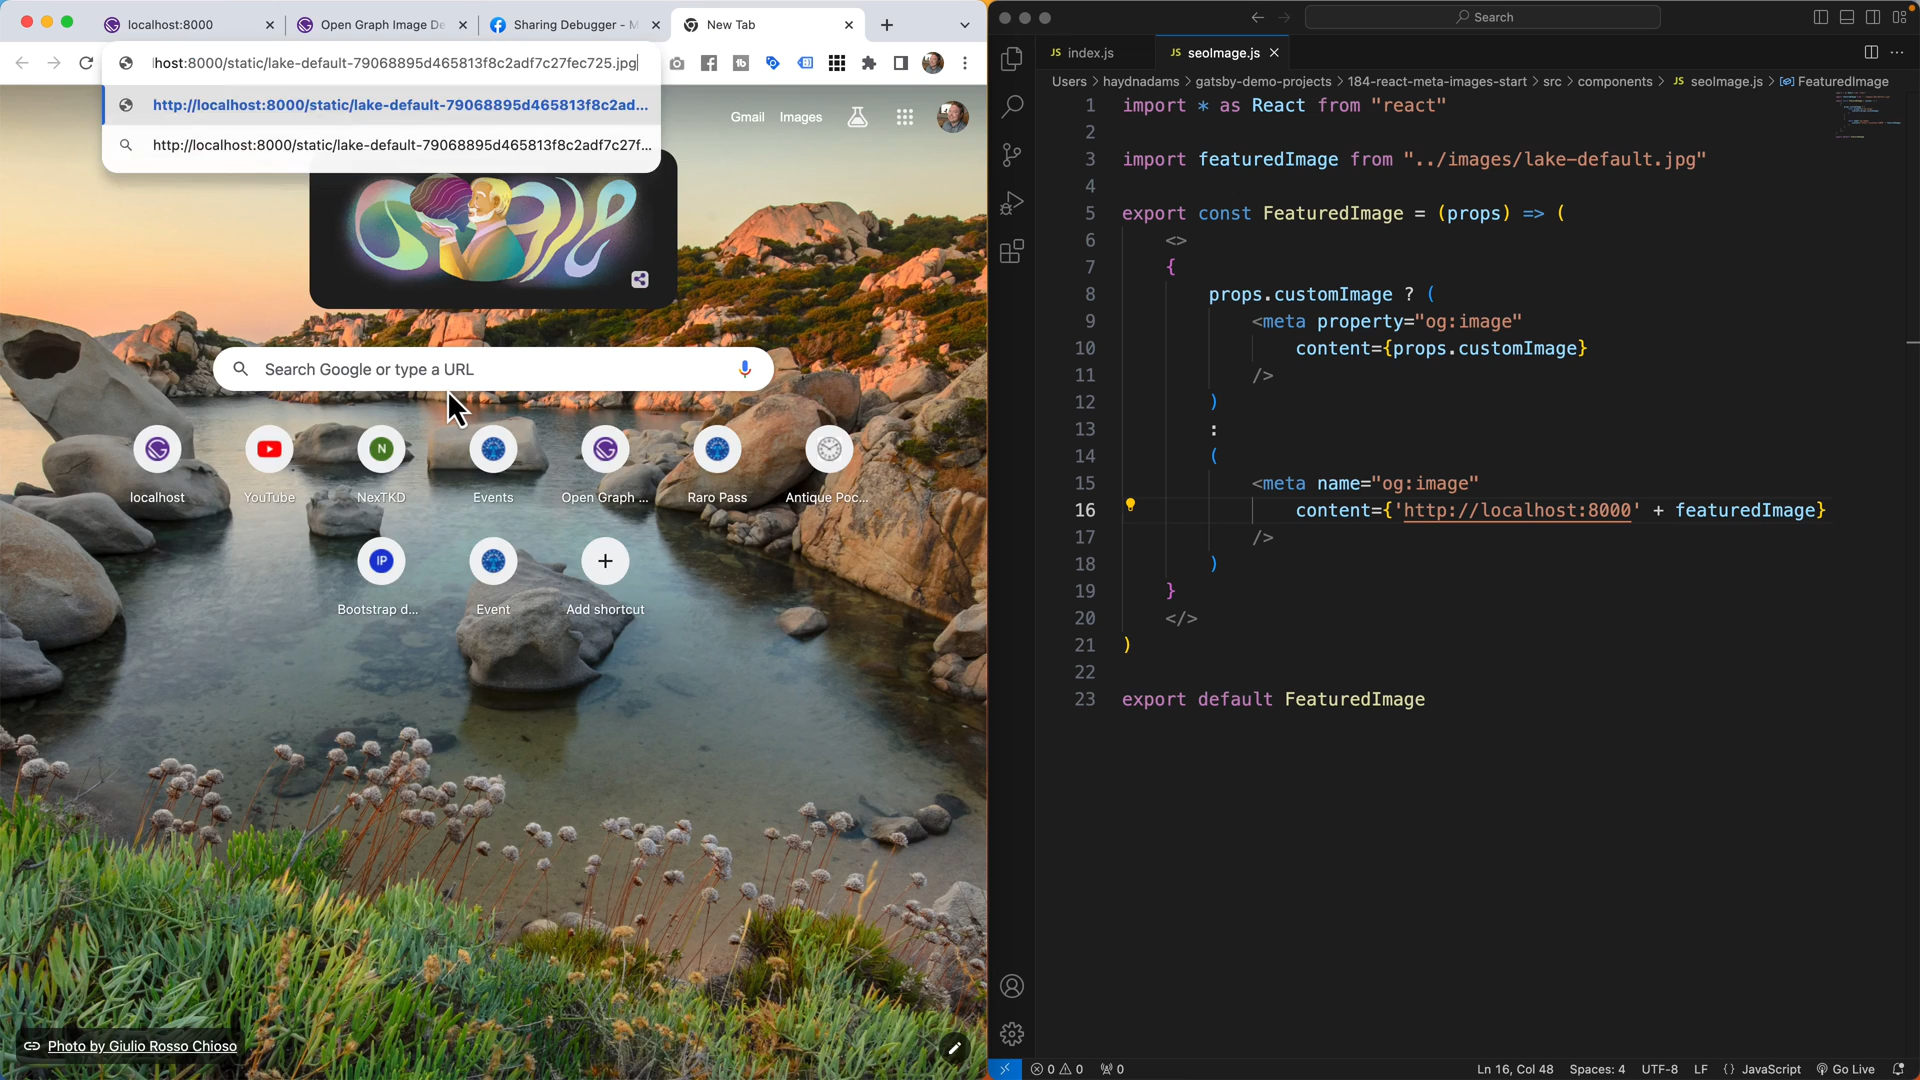 localhost:8000
Open Graph Image De
Sharing Debugger - M
New Tab
host:8000/static/lake-default-79068895d465813f8c2adf7c27fec725.jpg
http://localhost:8000/static/lake-default-79068895d465813f8c2ad...
http://localhost:8000/static/lake-default-79068895d465813f8c2adf7c27f...
Gmail
Images
Search Google or type a URL
localhost
YouTube
N
NexTKD
Events
Open Graph ...
Raro Pass
Antique Poc...
IP
Bootstrap d...
Event
Add shortcut
Photo by Giulio Rosso Chioso
Search
JS index.js
JS seoImage.js
Users > haydnadams > gatsby-demo-projects > 184-react-meta-images-start > src > components > JS seoImage.js > FeaturedImage
1 import * as React from "react"
2
3 import featuredImage from "../images/lake-default.jpg"
4
5 export const FeaturedImage = (props) => (
6 <>
7 {
8 props.customImage ? (
9 <meta property="og:image"
10 content={props.customImage}
11 />
12 )
13 :
14 (
15 <meta name="og:image"
16 content={'http://localhost:8000' + featuredImage}
17 />
18 )
19 }
20 </>
21 )
22
23 export default FeaturedImage
0 0 0
Ln 16, Col 48
Spaces: 4
UTF-8
LF
{} JavaScript
Go Live